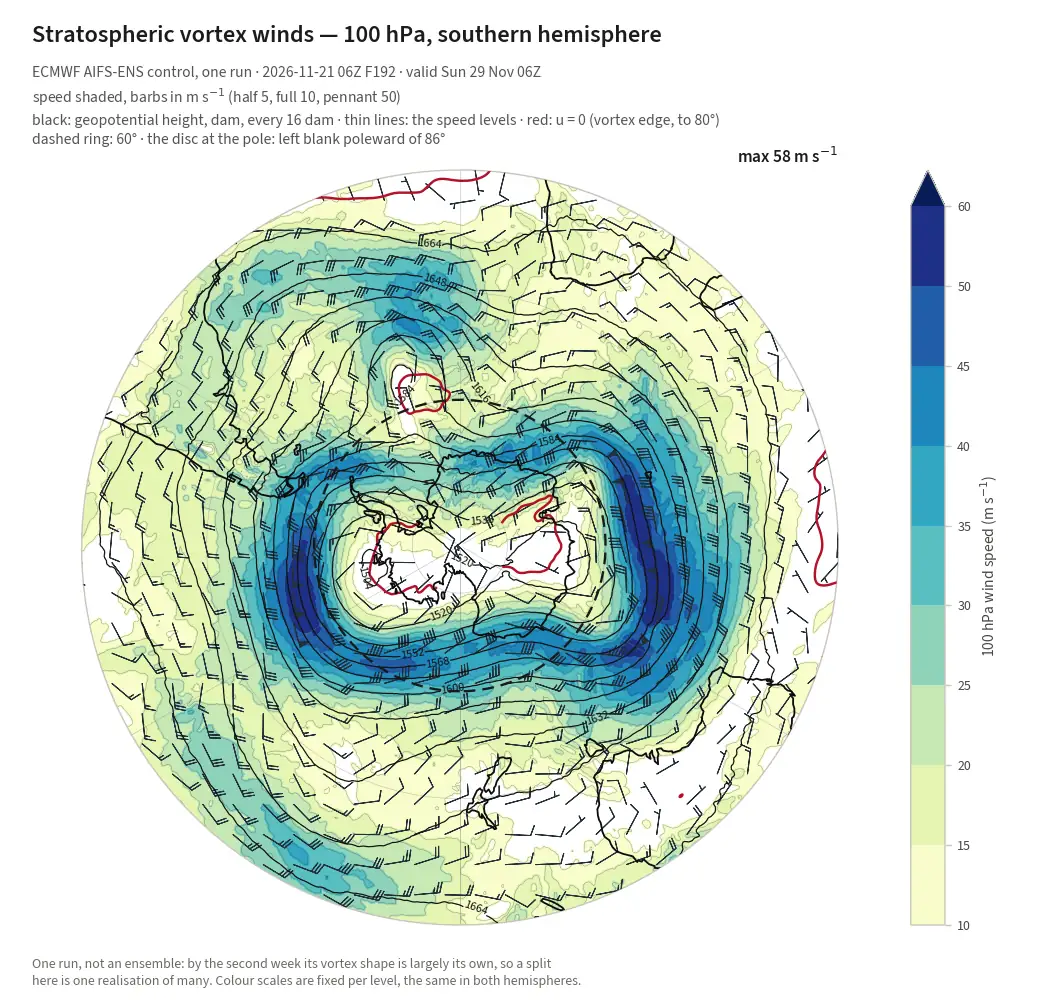 Stratospheric vortex winds — 100 hPa, southern hemisphere
ECMWF AIFS-ENS control, one run · 2026-11-21 06Z F192 · valid Sun 29 Nov 06Z
speed shaded, barbs in m s⁻¹ (half 5, full 10, pennant 50)
black: geopotential height, dam, every 16 dam · thin lines: the speed levels · red: u = 0 (vortex edge, to 80°)
dashed ring: 60° · the disc at the pole: left blank poleward of 86°
max 58 m s⁻¹
1664
1648
1616
1584
1520
1520
1552
1568
1600
1632
1664
60
50
45
40
35
30
25
20
15
10
100 hPa wind speed (m s⁻¹)
One run, not an ensemble: by the second week its vortex shape is largely its own, so a split
here is one realisation of many. Colour scales are fixed per level, the same in both hemispheres.